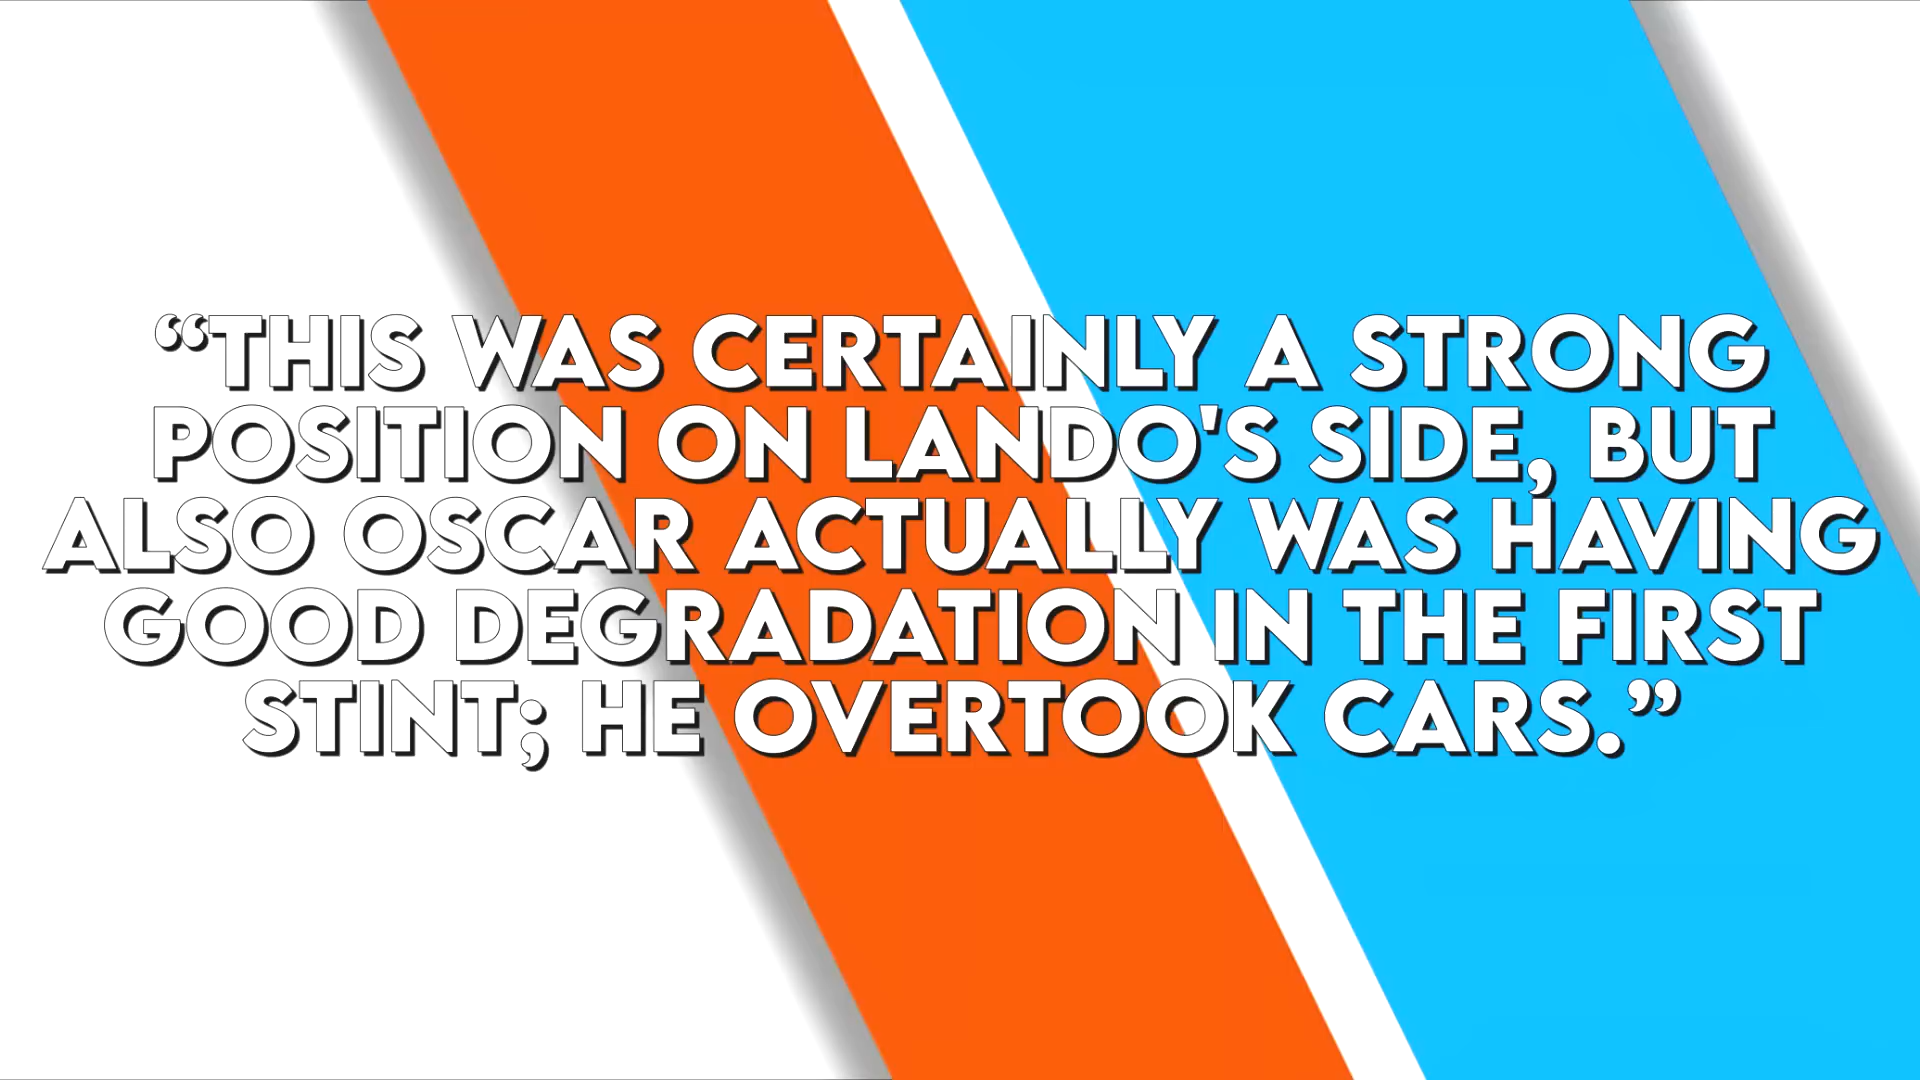 “THIS WAS CERTAINLY A STRONG
POSITION ON LANDO'S SIDE, BUT
ALSO OSCAR ACTUALLY WAS HAVING
GOOD DEGRADATION IN THE FIRST
STINT; HE OVERTOOK CARS.”